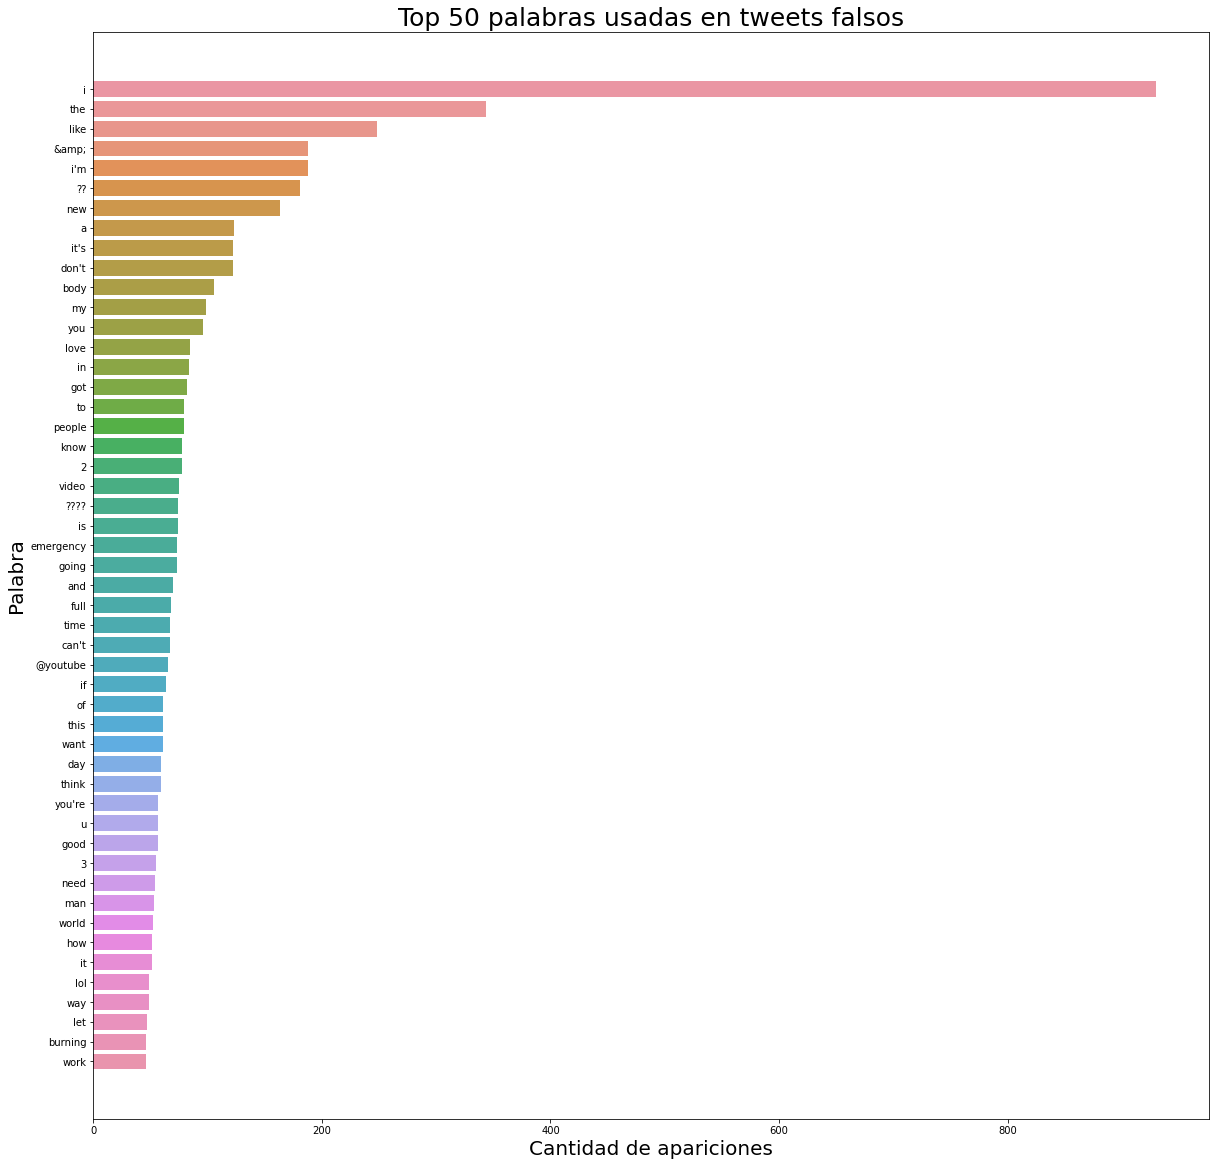 Top 50 palabras usadas en tweets falsos
i
the
like
&amp;
i'm
??
new
a
it's
don't
body
my
you
love
in
got
to
people
know
2
video
????
is
emergency
going
and
full
time
can't
@youtube
if
of
this
want
day
think
you're
u
good
3
need
man
world
how
it
lol
way
let
burning
work
Palabra
0 200 400 600 800
Cantidad de apariciones